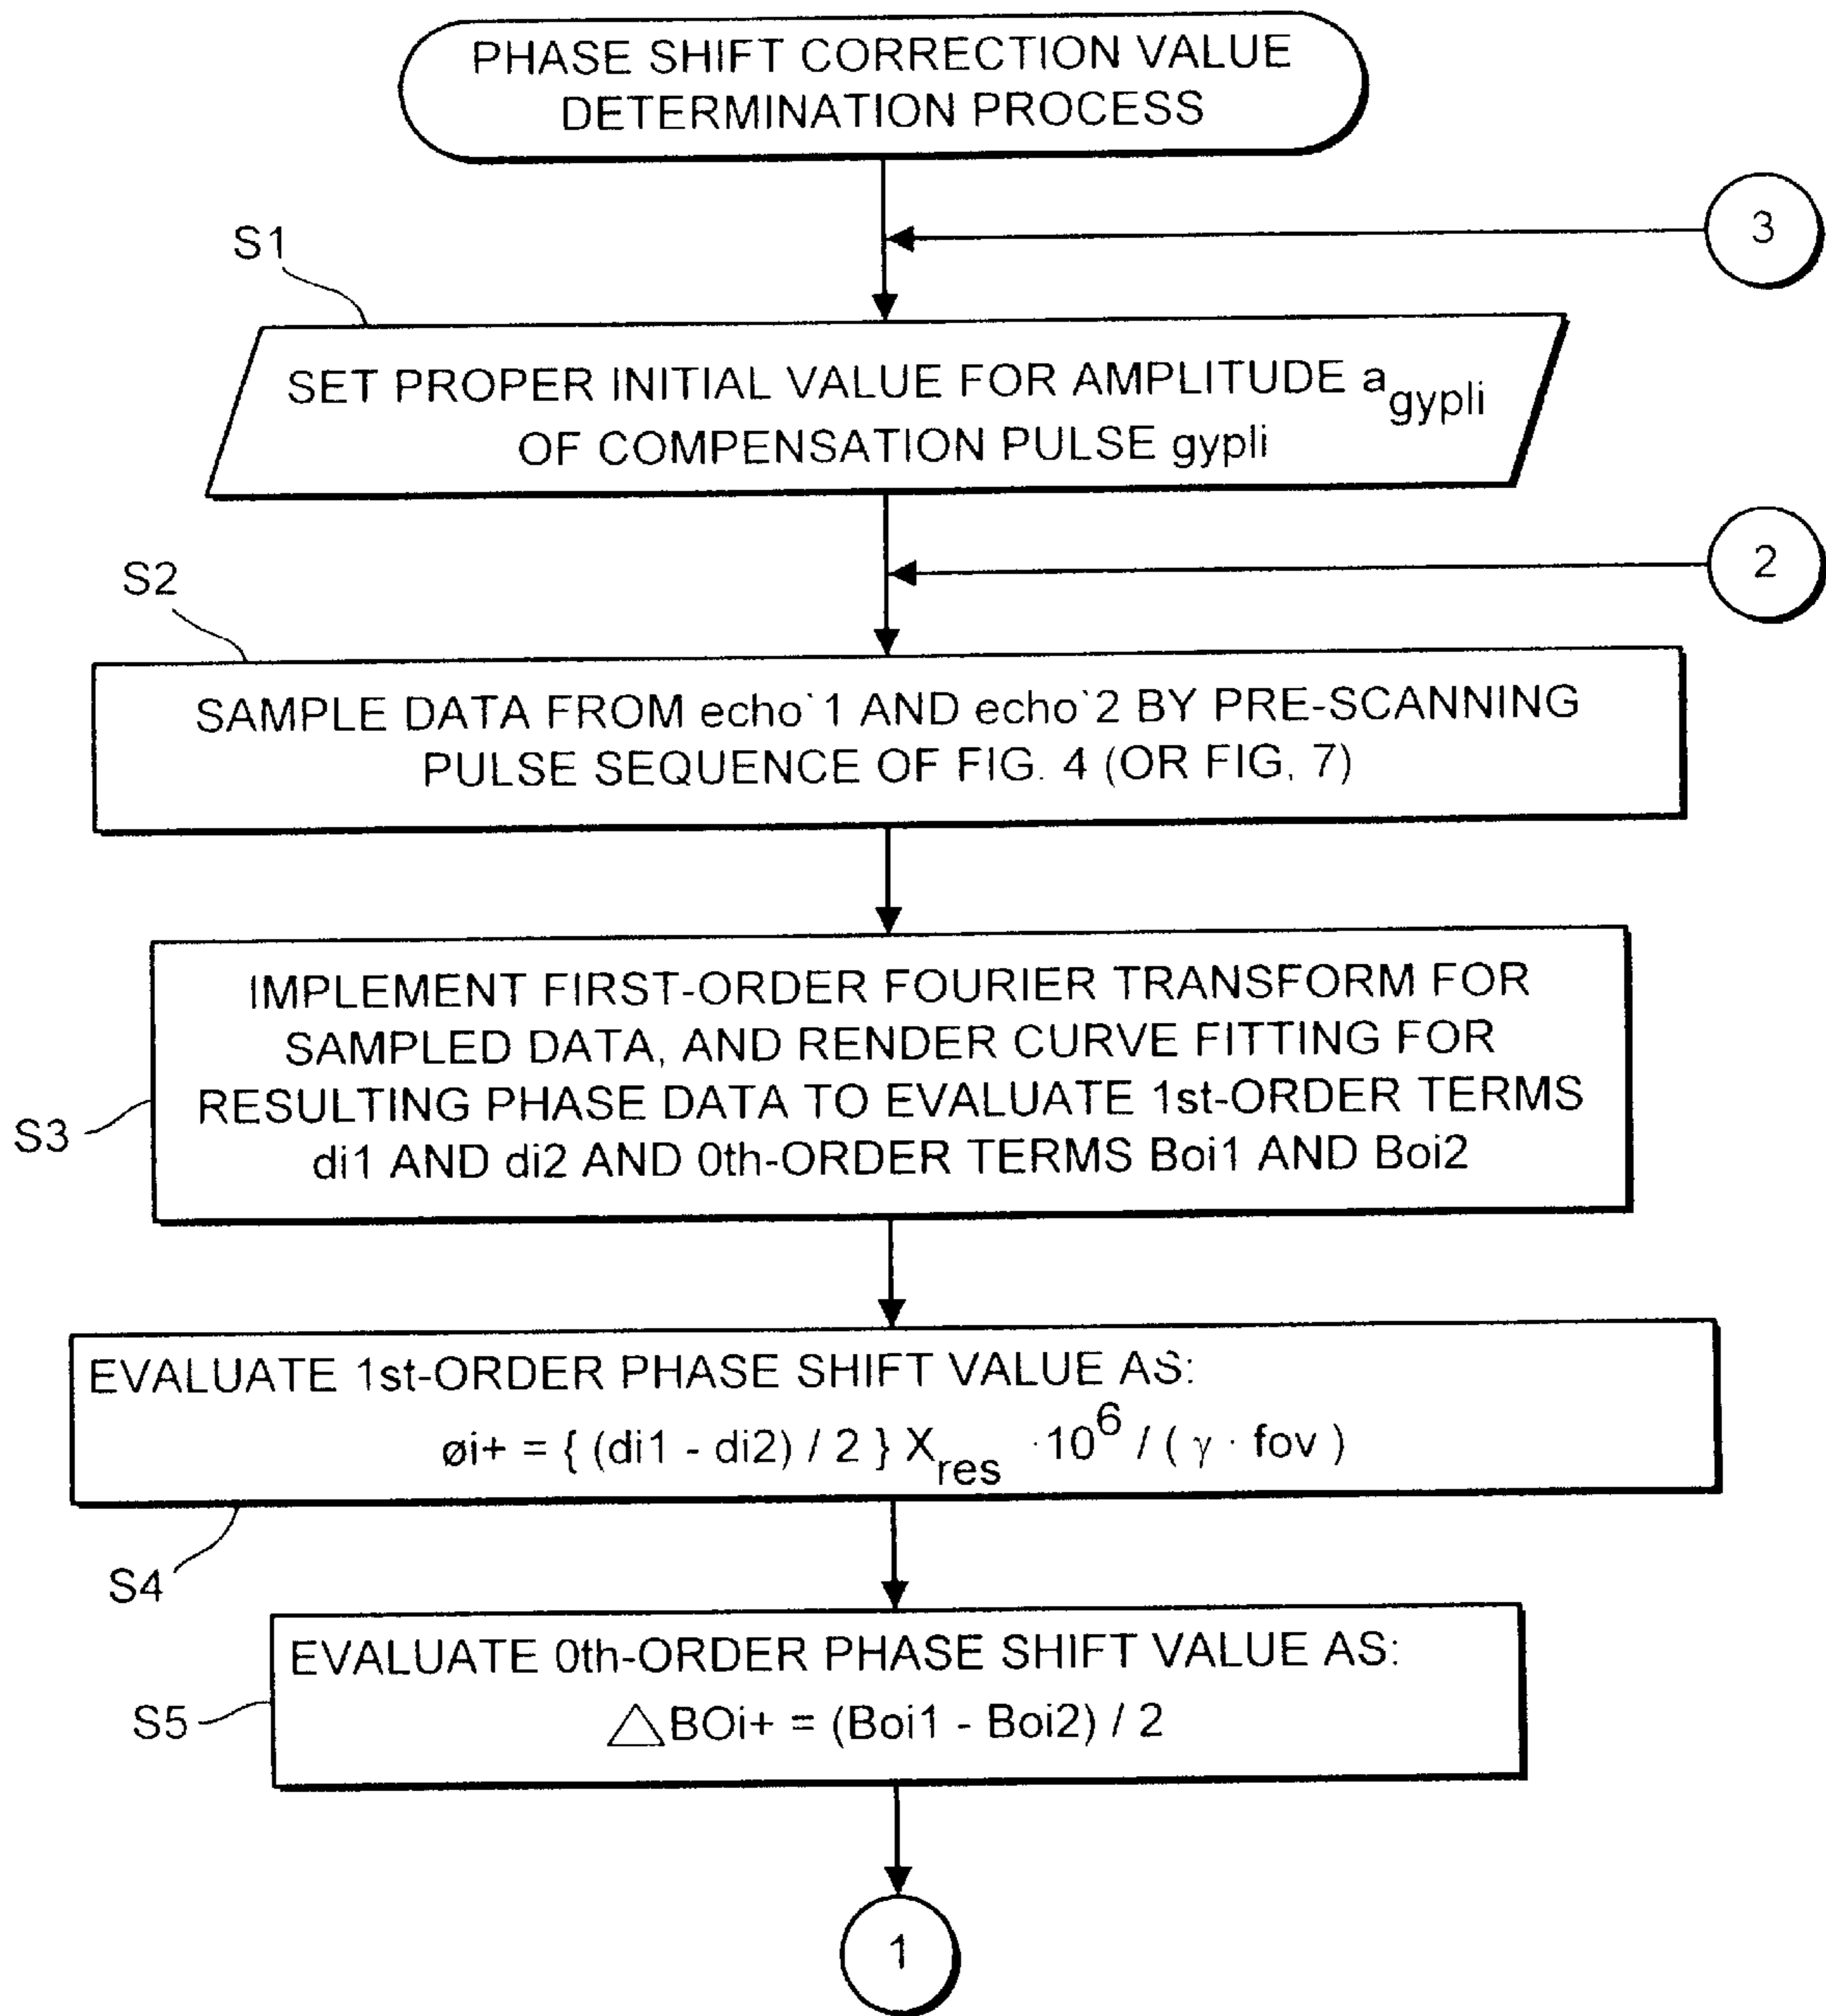 PHASE SHIFT CORRECTION VALUE
DETERMINATION PROCESS
3
S1
SET PROPER INITIAL VALUE FOR AMPLITUDE a_gypli
OF COMPENSATION PULSE gypli
2
S2
SAMPLE DATA FROM echo`1 AND echo`2 BY PRE-SCANNING
PULSE SEQUENCE OF FIG. 4 (OR FIG. 7)
S3
IMPLEMENT FIRST-ORDER FOURIER TRANSFORM FOR
SAMPLED DATA, AND RENDER CURVE FITTING FOR
RESULTING PHASE DATA TO EVALUATE 1st-ORDER TERMS
di1 AND di2 AND 0th-ORDER TERMS Boi1 AND Boi2
EVALUATE 1st-ORDER PHASE SHIFT VALUE AS:
øi+ = { (di1 - di2) / 2 } X_res · 10^6 / ( γ · fov )
S4
EVALUATE 0th-ORDER PHASE SHIFT VALUE AS:
△BOi+ = (Boi1 - Boi2) / 2
S5
1